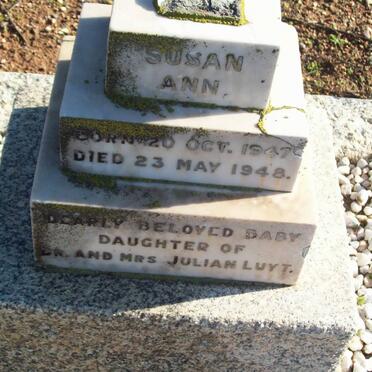 SUSAN
ANN
BORN 20 OCT. 1947
DIED 23 MAY 1948.
DEARLY BELOVED BABY
DAUGHTER OF
DR. AND MRS JULIAN LUYT.